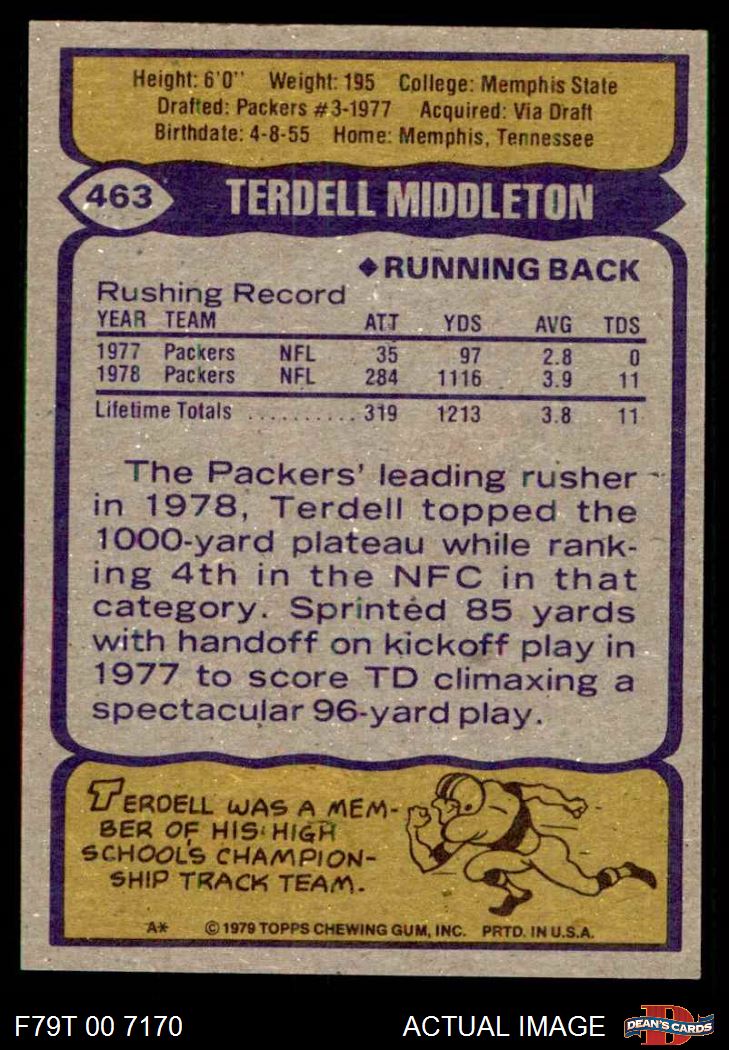 Height: 6'0" Weight: 195 College: Memphis State
Drafted: Packers #3-1977 Acquired: Via Draft
Birthdate: 4-8-55 Home: Memphis, Tennessee
463 TERDELL MIDDLETON
◆RUNNING BACK
Rushing Record
YEAR TEAM ATT YDS AVG TDS
1977 Packers NFL 35 97 2.8 0
1978 Packers NFL 284 1116 3.9 11
Lifetime Totals .......... 319 1213 3.8 11
The Packers' leading rusher
in 1978, Terdell topped the
1000-yard plateau while rank-
ing 4th in the NFC in that
category. Sprinted 85 yards
with handoff on kickoff play in
1977 to score TD climaxing a
spectacular 96-yard play.
TERDELL WAS A MEM-
BER OF HIS HIGH
SCHOOL'S CHAMPION-
SHIP TRACK TEAM.
A* © 1979 TOPPS CHEWING GUM, INC. PRTD. IN U.S.A.
F79T 00 7170 ACTUAL IMAGE D DEAN'S CARDS